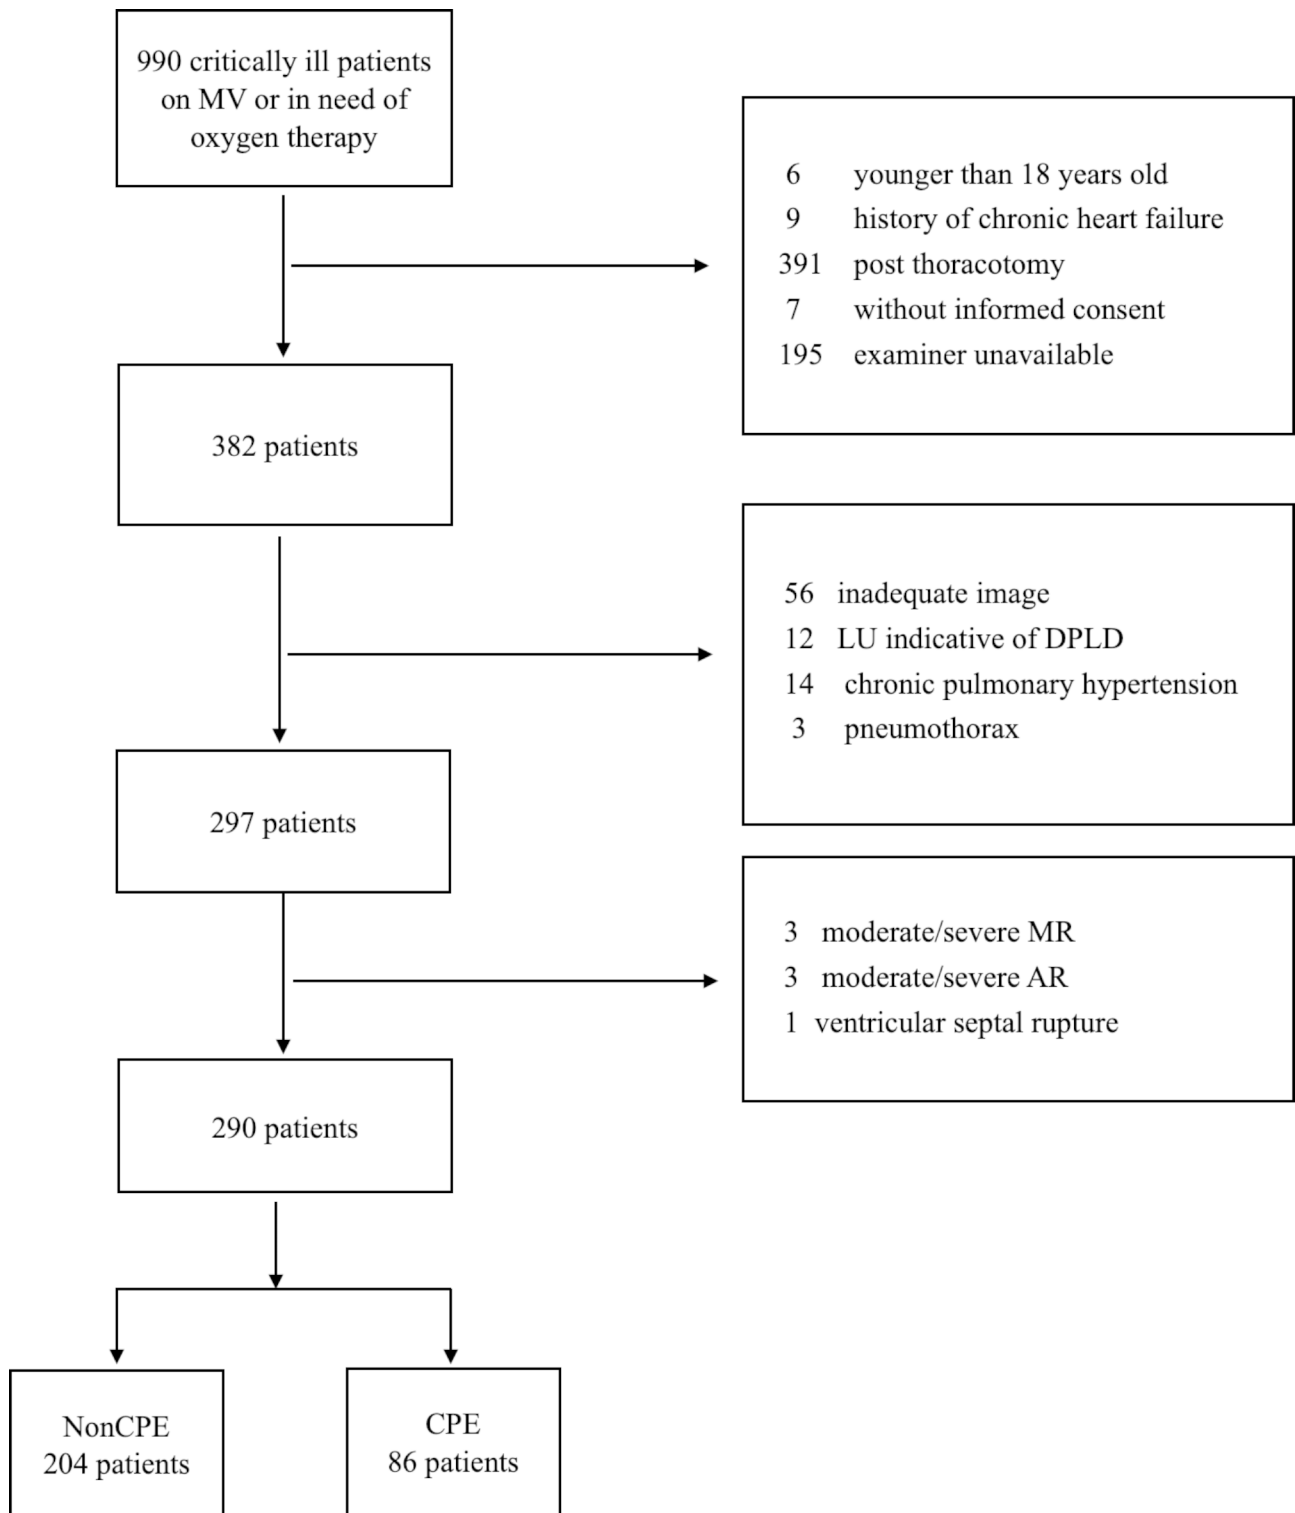 990 critically ill patients
on MV or in need of
oxygen therapy
6 younger than 18 years old
9 history of chronic heart failure
391 post thoracotomy
7 without informed consent
195 examiner unavailable
382 patients
56 inadequate image
12 LU indicative of DPLD
14 chronic pulmonary hypertension
3 pneumothorax
297 patients
3 moderate/severe MR
3 moderate/severe AR
1 ventricular septal rupture
290 patients
NonCPE
204 patients
CPE
86 patients